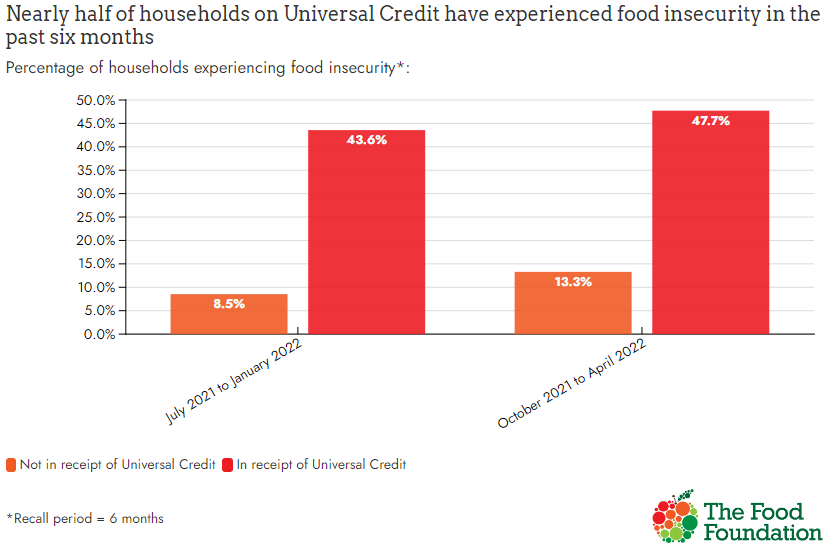 Nearly half of households on Universal Credit have experienced food insecurity in the
past six months
Percentage of households experiencing food insecurity*:
50.0%
45.0%
40.0%
35.0%
30.0%
25.0%
20.0%
15.0%
10.0%
5.0%
0.0%
8.5%
43.6%
13.3%
47.7%
July 2021 to January 2022
October 2021 to April 2022
Not in receipt of Universal Credit
In receipt of Universal Credit
*Recall period = 6 months
The Food
Foundation